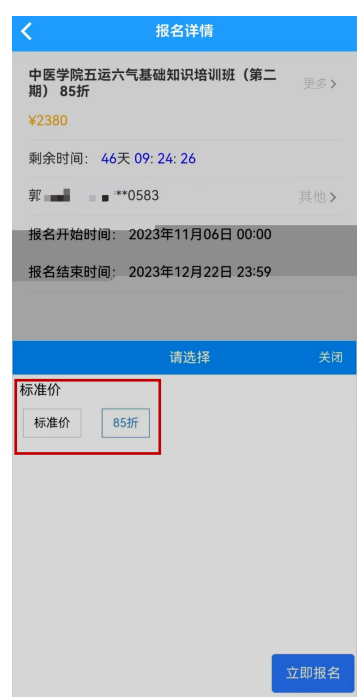 报名详情
中医学院五运六气基础知识培训班（第二
期） 85折
更多
¥2380
剩余时间： 46天 09: 24: 26
郭 **0583
其他
报名开始时间： 2023年11月06日 00:00
报名结束时间： 2023年12月22日 23:59
请选择
关闭
标准价
标准价
85折
立即报名